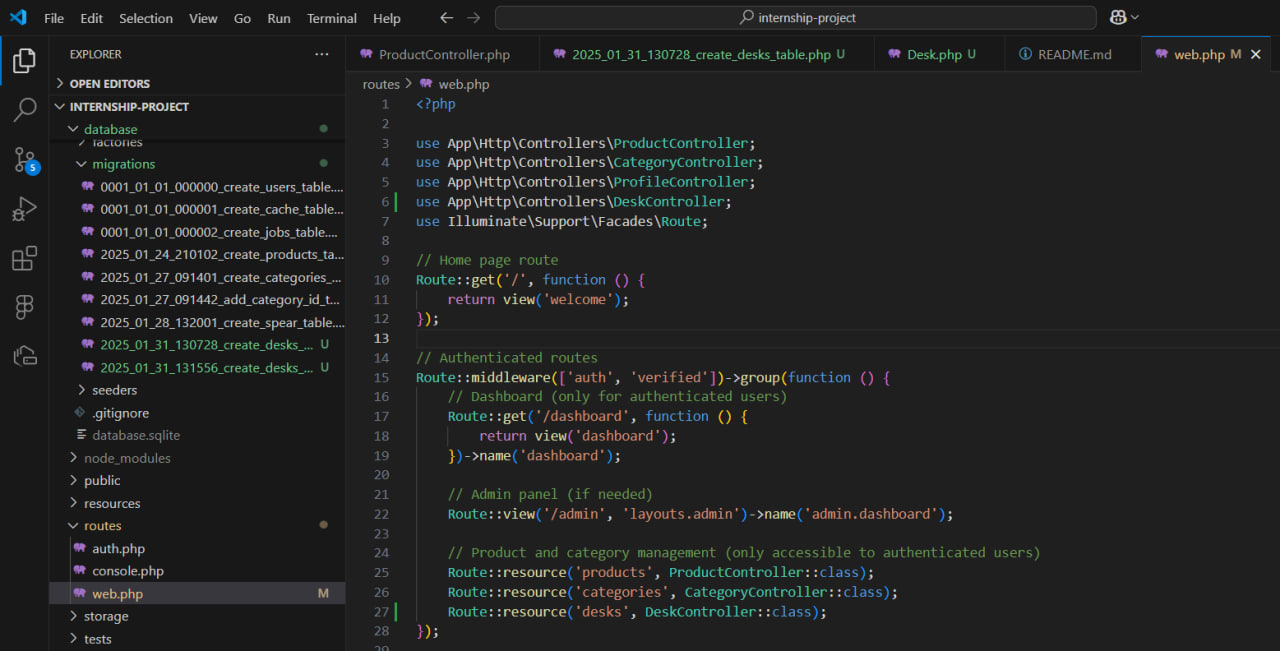 File Edit Selection View Go Run Terminal Help
internship-project
EXPLORER
OPEN EDITORS
INTERNSHIP-PROJECT
database
factories
migrations
0001_01_01_000000_create_users_table....
0001_01_01_000001_create_cache_table...
0001_01_01_000002_create_jobs_table....
2025_01_24_210102_create_products_ta...
2025_01_27_091401_create_categories_...
2025_01_27_091442_add_category_id_t...
2025_01_28_132001_create_spear_table....
2025_01_31_130728_create_desks_... U
2025_01_31_131556_create_desks_... U
seeders
.gitignore
database.sqlite
node_modules
public
resources
routes
auth.php
console.php
web.php M
storage
tests
5
ProductController.php
2025_01_31_130728_create_desks_table.php U
Desk.php U
README.md
web.php M
routes > web.php
1 <?php
2
3 use App\Http\Controllers\ProductController;
4 use App\Http\Controllers\CategoryController;
5 use App\Http\Controllers\ProfileController;
6 use App\Http\Controllers\DeskController;
7 use Illuminate\Support\Facades\Route;
8
9 // Home page route
10 Route::get('/', function () {
11     return view('welcome');
12 });
13
14 // Authenticated routes
15 Route::middleware(['auth', 'verified'])->group(function () {
16     // Dashboard (only for authenticated users)
17     Route::get('/dashboard', function () {
18         return view('dashboard');
19     })->name('dashboard');
20
21     // Admin panel (if needed)
22     Route::view('/admin', 'layouts.admin')->name('admin.dashboard');
23
24     // Product and category management (only accessible to authenticated users)
25     Route::resource('products', ProductController::class);
26     Route::resource('categories', CategoryController::class);
27     Route::resource('desks', DeskController::class);
28 });
29